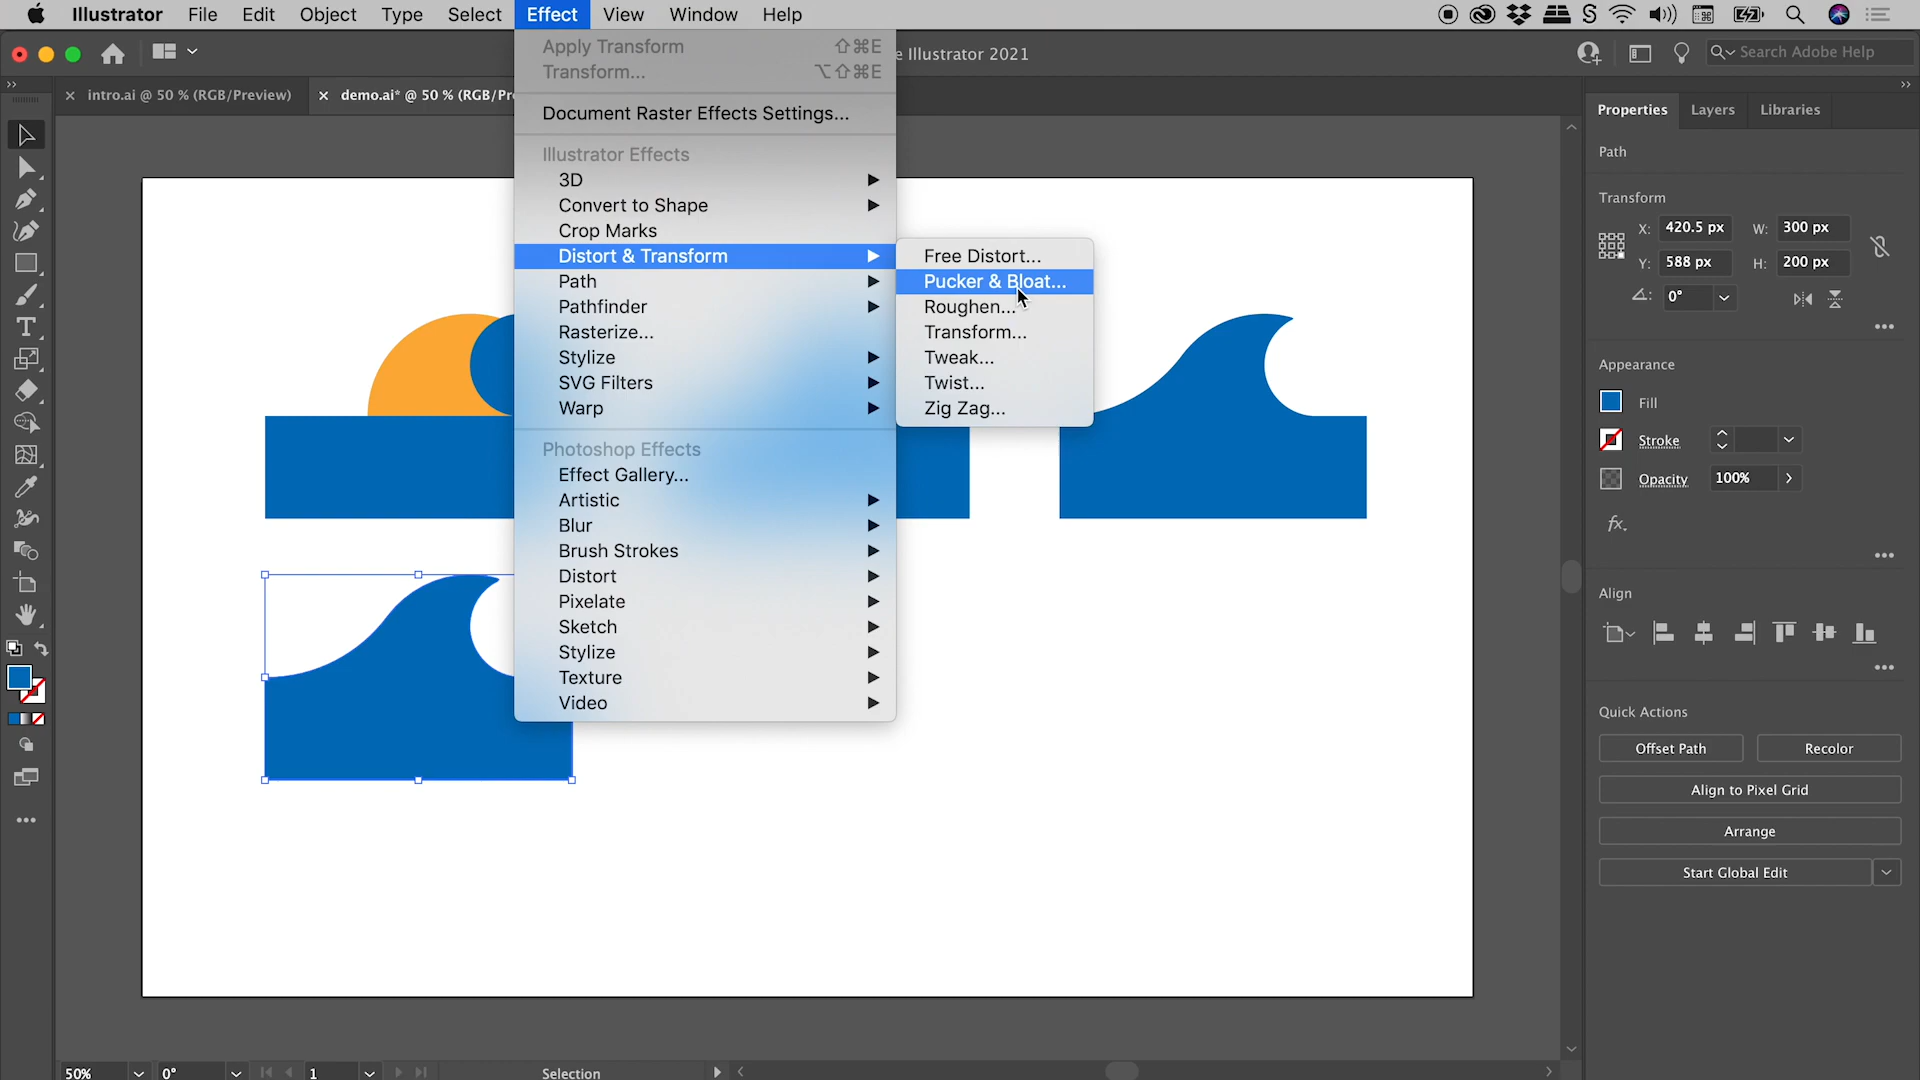 Illustrator File Edit Object Type Select Effect View Window Help
e Illustrator 2021
Search Adobe Help
intro.ai @ 50 % (RGB/Preview)
demo.ai* @ 50 % (RGB/Pr
Apply Transform ⇧⌘E
Transform... ⌥⇧⌘E
Document Raster Effects Settings...
Illustrator Effects
3D
Convert to Shape
Crop Marks
Distort & Transform
Path
Pathfinder
Rasterize...
Stylize
SVG Filters
Warp
Photoshop Effects
Effect Gallery...
Artistic
Blur
Brush Strokes
Distort
Pixelate
Sketch
Stylize
Texture
Video
Free Distort...
Pucker & Bloat...
Roughen...
Transform...
Tweak...
Twist...
Zig Zag...
Properties Layers Libraries
Path
Transform
X: 420.5 px W: 300 px
Y: 588 px H: 200 px
0°
Appearance
Fill
Stroke
Opacity 100%
fx.
Align
Quick Actions
Offset Path Recolor
Align to Pixel Grid
Arrange
Start Global Edit
50% 0° 1 Selection